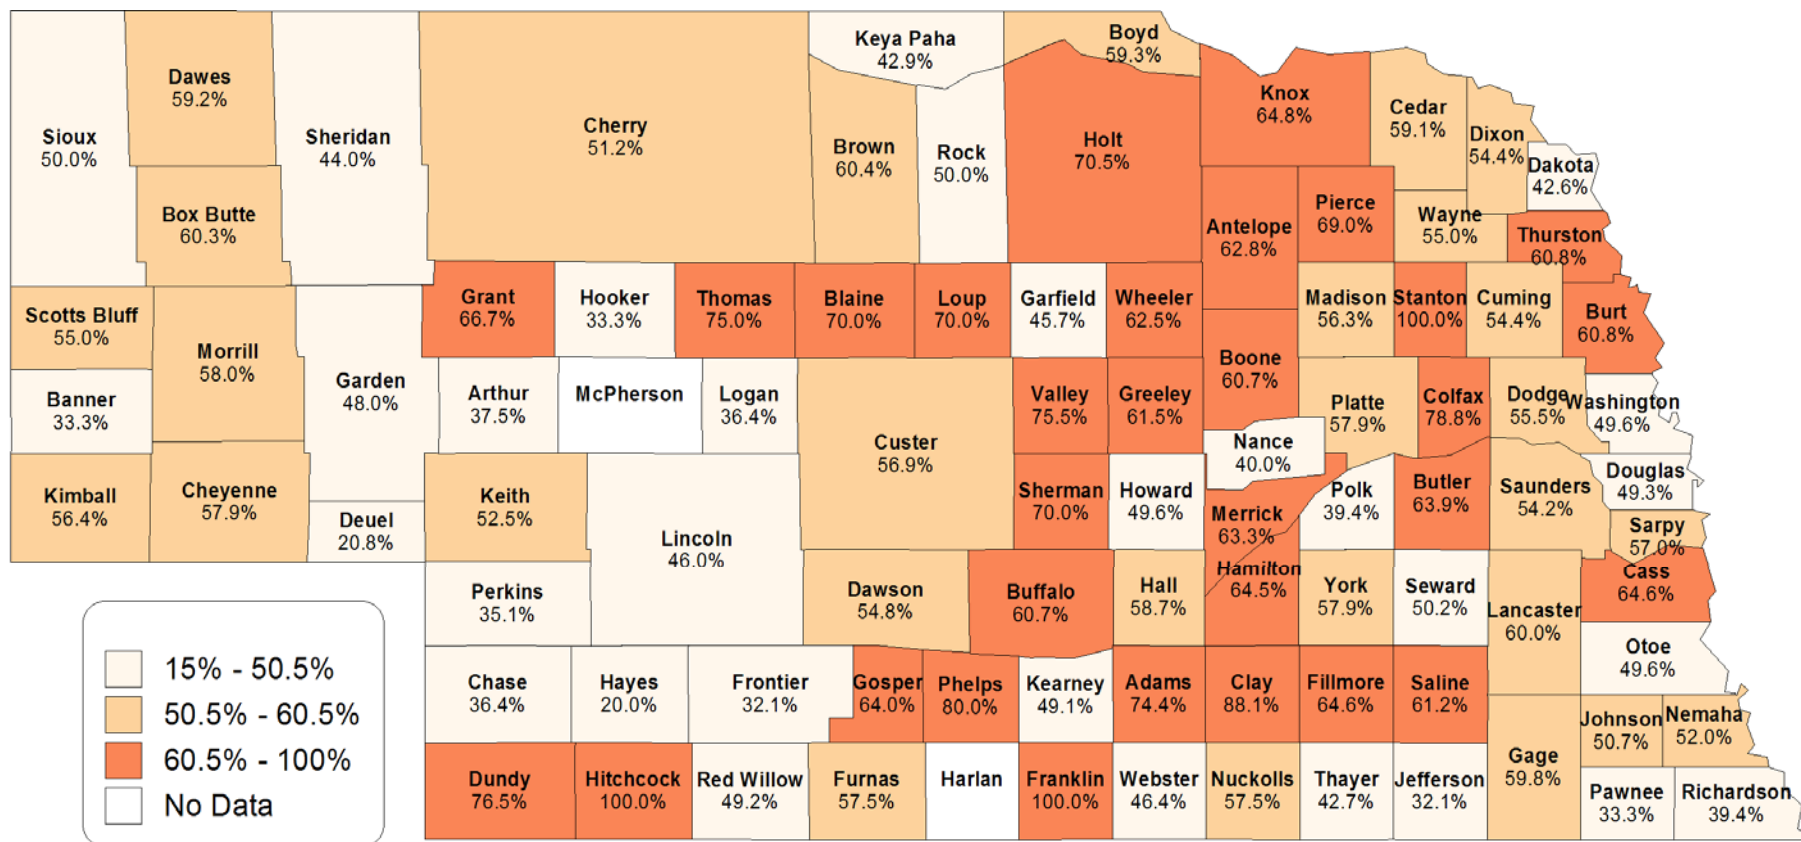 Sioux
50.0%
Dawes
59.2%
Box Butte
60.3%
Sheridan
44.0%
Cherry
51.2%
Keya Paha
42.9%
Brown
60.4%
Rock
50.0%
Boyd
59.3%
Holt
70.5%
Knox
64.8%
Cedar
59.1%
Dixon
54.4%
Dakota
42.6%
Antelope
62.8%
Pierce
69.0%
Wayne
55.0%
Thurston
60.8%
Scotts Bluff
55.0%
Morrill
58.0%
Garden
48.0%
Banner
33.3%
Kimball
56.4%
Cheyenne
57.9%
Deuel
20.8%
Grant
66.7%
Hooker
33.3%
Thomas
75.0%
Blaine
70.0%
Loup
70.0%
Garfield
45.7%
Wheeler
62.5%
Boone
60.7%
Madison
56.3%
Stanton
100.0%
Cuming
54.4%
Burt
60.8%
Arthur
37.5%
McPherson
Logan
36.4%
Custer
56.9%
Valley
75.5%
Greeley
61.5%
Nance
40.0%
Platte
57.9%
Colfax
78.8%
Dodge
55.5%
Washington
49.6%
Keith
52.5%
Lincoln
46.0%
Sherman
70.0%
Howard
49.6%
Merrick
63.3%
Polk
39.4%
Butler
63.9%
Saunders
54.2%
Douglas
49.3%
Sarpy
57.0%
Perkins
35.1%
Dawson
54.8%
Buffalo
60.7%
Hall
58.7%
Hamilton
64.5%
York
57.9%
Seward
50.2%
Lancaster
60.0%
Cass
64.6%
Otoe
49.6%
Chase
36.4%
Hayes
20.0%
Frontier
32.1%
Gosper
64.0%
Phelps
80.0%
Kearney
49.1%
Adams
74.4%
Clay
88.1%
Fillmore
64.6%
Saline
61.2%
Gage
59.8%
Johnson
50.7%
Nemaha
52.0%
Dundy
76.5%
Hitchcock
100.0%
Red Willow
49.2%
Furnas
57.5%
Harlan
Franklin
100.0%
Webster
46.4%
Nuckolls
57.5%
Thayer
42.7%
Jefferson
32.1%
Pawnee
33.3%
Richardson
39.4%
15% - 50.5%
50.5% - 60.5%
60.5% - 100%
No Data